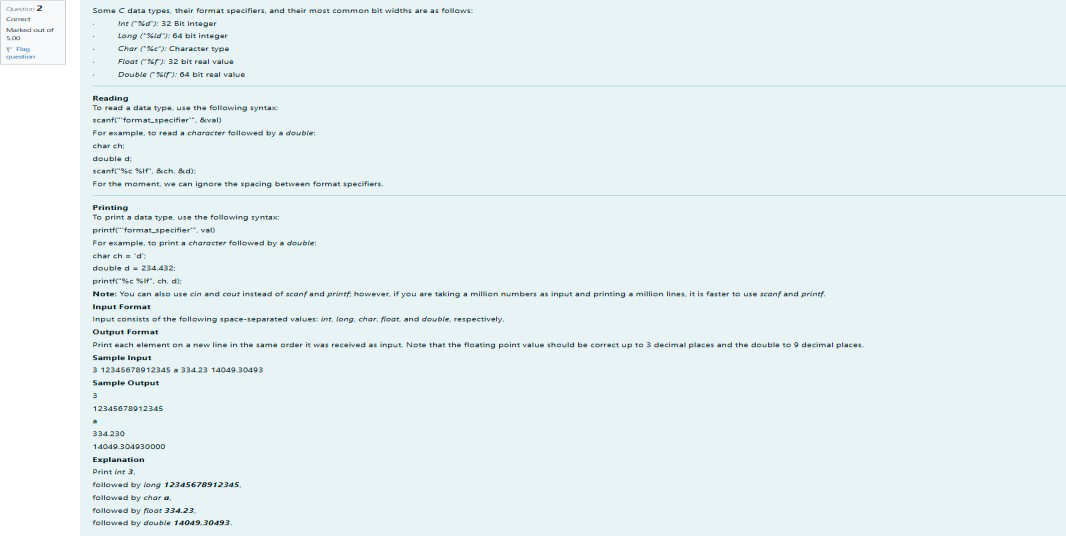 Question 2
Correct
Marked out of
5.00
Flag
question
Some C data types, their format specifiers, and their most common bit widths are as follows:
· Int ("%d"): 32 Bit integer
· Long ("%ld"): 64 bit integer
· Char ("%c"): Character type
· Float ("%f"): 32 bit real value
· Double ("%lf"): 64 bit real value
Reading
To read a data type, use the following syntax:
scanf("`format_specifier`", &val)
For example, to read a character followed by a double:
char ch;
double d;
scanf("%c %lf", &ch, &d);
For the moment, we can ignore the spacing between format specifiers.
Printing
To print a data type, use the following syntax:
printf("`format_specifier`", val)
For example, to print a character followed by a double:
char ch = 'd';
double d = 234.432;
printf("%c %lf", ch, d);
Note: You can also use cin and cout instead of scanf and printf; however, if you are taking a million numbers as input and printing a million lines, it is faster to use scanf and printf.
Input Format
Input consists of the following space-separated values: int, long, char, float, and double, respectively.
Output Format
Print each element on a new line in the same order it was received as input. Note that the floating point value should be correct up to 3 decimal places and the double to 9 decimal places.
Sample Input
3 12345678912345 a 334.23 14049.30493
Sample Output
3
12345678912345
a
334.230
14049.304930000
Explanation
Print int 3,
followed by long 12345678912345,
followed by char a,
followed by float 334.23,
followed by double 14049.30493.